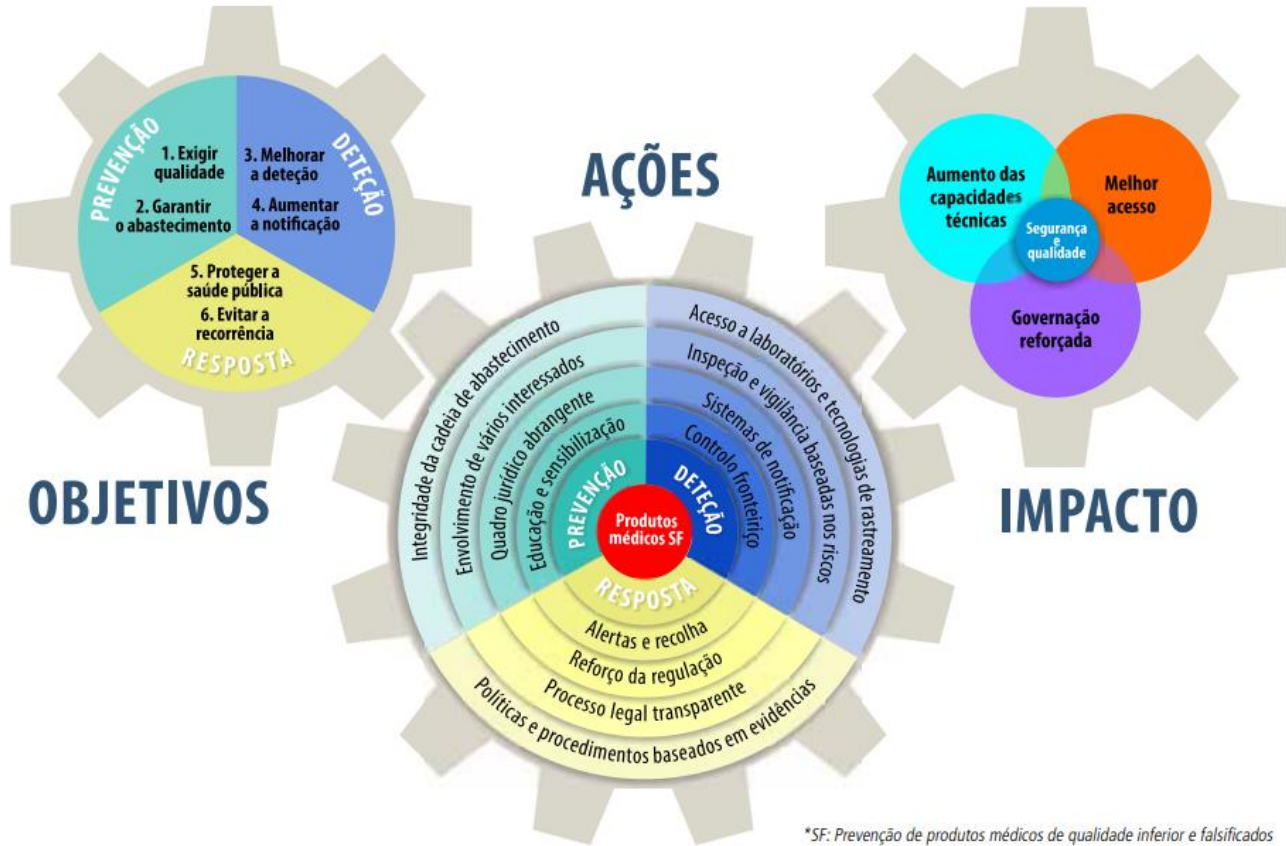 PREVENÇÃO
1. Exigir
qualidade
2. Garantir
o abastecimento
DETEÇÃO
3. Melhorar
a deteção
4. Aumentar
a notificação
5. Proteger a
saúde pública
6. Evitar a
recorrência
RESPOSTA
OBJETIVOS
AÇÕES
Integridade da cadeia de abastecimento
Envolvimento de vários interessados
Quadro jurídico abrangente
Educação e sensibilização
PREVENÇÃO
Acesso a laboratórios e tecnologias de rastreamento
Inspeção e vigilância baseadas nos riscos
Sistemas de notificação
Controlo fronteiriço
DETEÇÃO
Produtos
médicos SF
RESPOSTA
Alertas e recolha
Reforço da regulação
Processo legal transparente
Políticas e procedimentos baseados em evidências
Aumento das
capacidades
técnicas
Melhor
acesso
Segurança
e
qualidade
Governação
reforçada
IMPACTO
*SF: Prevenção de produtos médicos de qualidade inferior e falsificados